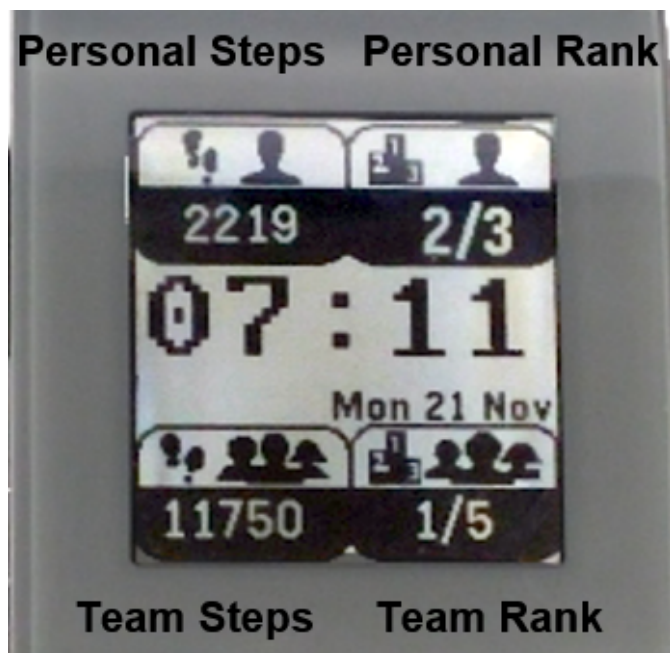 Personal Steps Personal Rank
2219 2/3
07:11
Mon 21 Nov
11750 1/5
Team Steps Team Rank